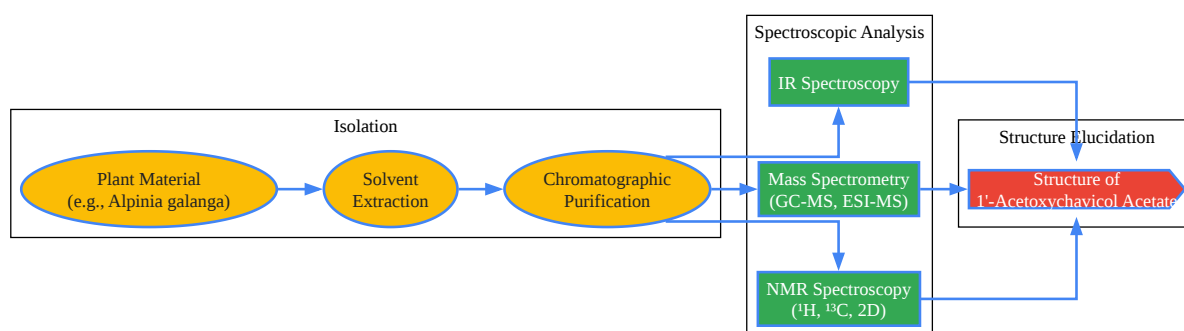 Isolation
Plant Material
(e.g., Alpinia galanga)
Solvent
Extraction
Chromatographic
Purification
Spectroscopic Analysis
IR Spectroscopy
Mass Spectrometry
(GC-MS, ESI-MS)
NMR Spectroscopy
(¹H, ¹³C, 2D)
Structure Elucidation
Structure of
1'-Acetoxychavicol Acetate